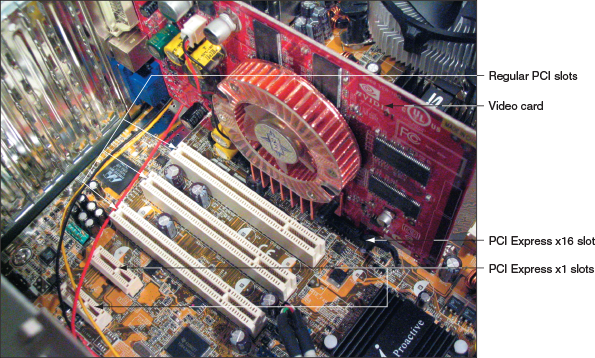 Regular PCI slots
Video card
PCI Express x16 slot
PCI Express x1 slots
Proactive